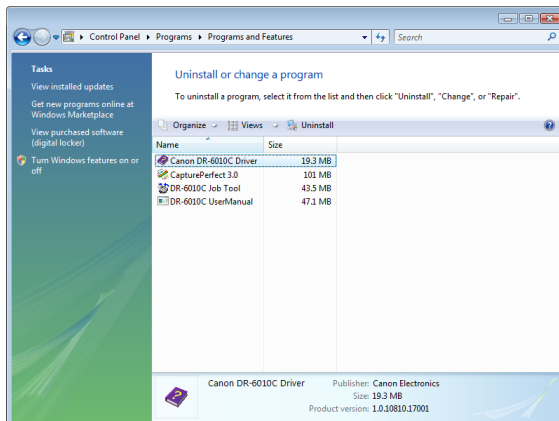 Control Panel ▸ Programs ▸ Programs and Features
Search
Tasks
View installed updates
Get new programs online at
Windows Marketplace
View purchased software
(digital locker)
Turn Windows features on or
off
Uninstall or change a program
To uninstall a program, select it from the list and then click "Uninstall", "Change", or "Repair".
Organize Views Uninstall
Name Size
Canon DR-6010C Driver 19.3 MB
CapturePerfect 3.0 101 MB
DR-6010C Job Tool 43.5 MB
DR-6010C UserManual 47.1 MB
Canon DR-6010C Driver Publisher: Canon Electronics
Size: 19.3 MB
Product version: 1.0.10810.17001